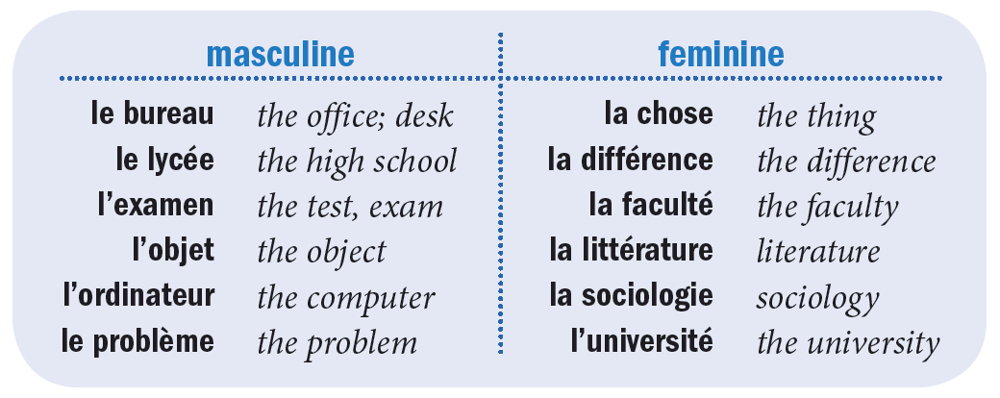 masculine feminine
le bureau the office; desk la chose the thing
le lycée the high school la différence the difference
l’examen the test, exam la faculté the faculty
l’objet the object la littérature literature
l’ordinateur the computer la sociologie sociology
le problème the problem l’université the university